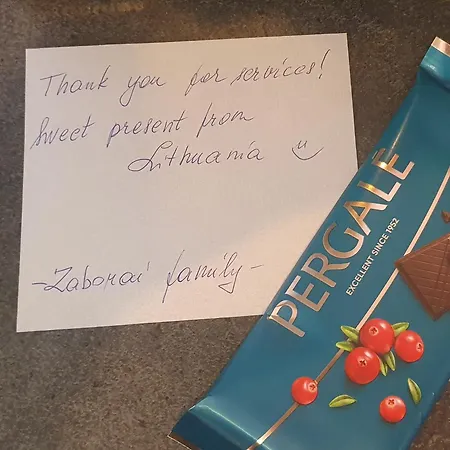 Thank you for services!
Sweet present from
Lithuania
-Zaborai family-
PERGALĖ
EXCELLENT SINCE 1952